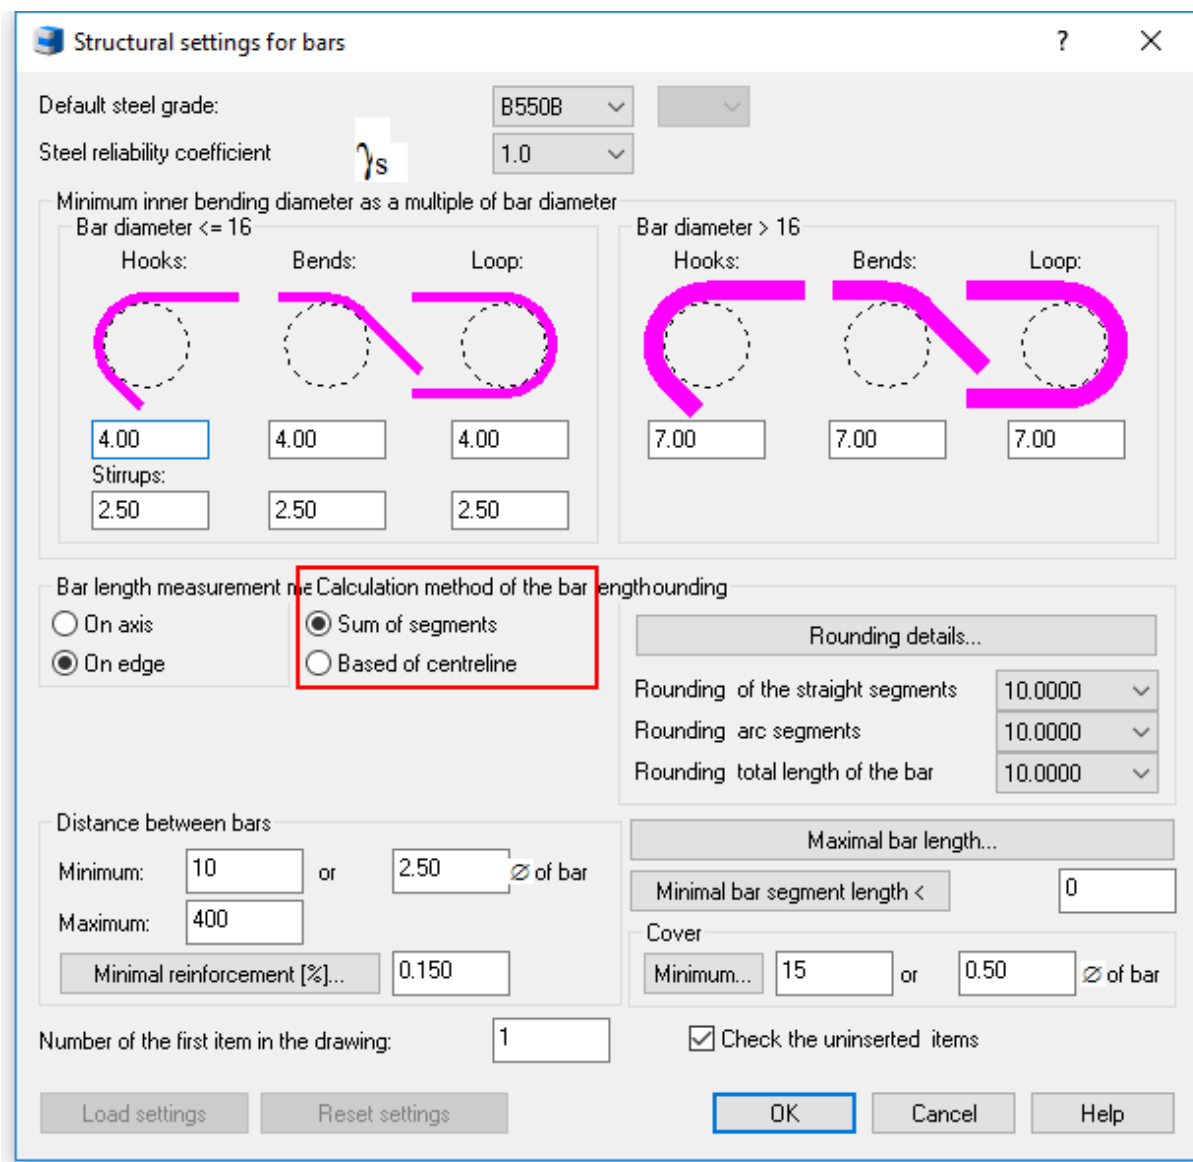 Structural settings for bars ?
Default steel grade: B550B
Steel reliability coefficient γs 1.0
Minimum inner bending diameter as a multiple of bar diameter
Bar diameter <= 16 Bar diameter > 16
Hooks: Bends: Loop: Hooks: Bends: Loop:
4.00 4.00 4.00 7.00 7.00 7.00
Stirrups:
2.50 2.50 2.50
Bar length measurement me Calculation method of the bar lengthounding
On axis Sum of segments Rounding details...
On edge Based of centreline
Rounding of the straight segments 10.0000
Rounding arc segments 10.0000
Rounding total length of the bar 10.0000
Distance between bars Maximal bar length...
Minimum: 10 or 2.50 ∅ of bar
Minimal bar segment length < 0
Maximum: 400
Cover
Minimal reinforcement [%]... 0.150 Minimum... 15 or 0.50 ∅ of bar
Number of the first item in the drawing: 1 Check the uninserted items
Load settings Reset settings OK Cancel Help